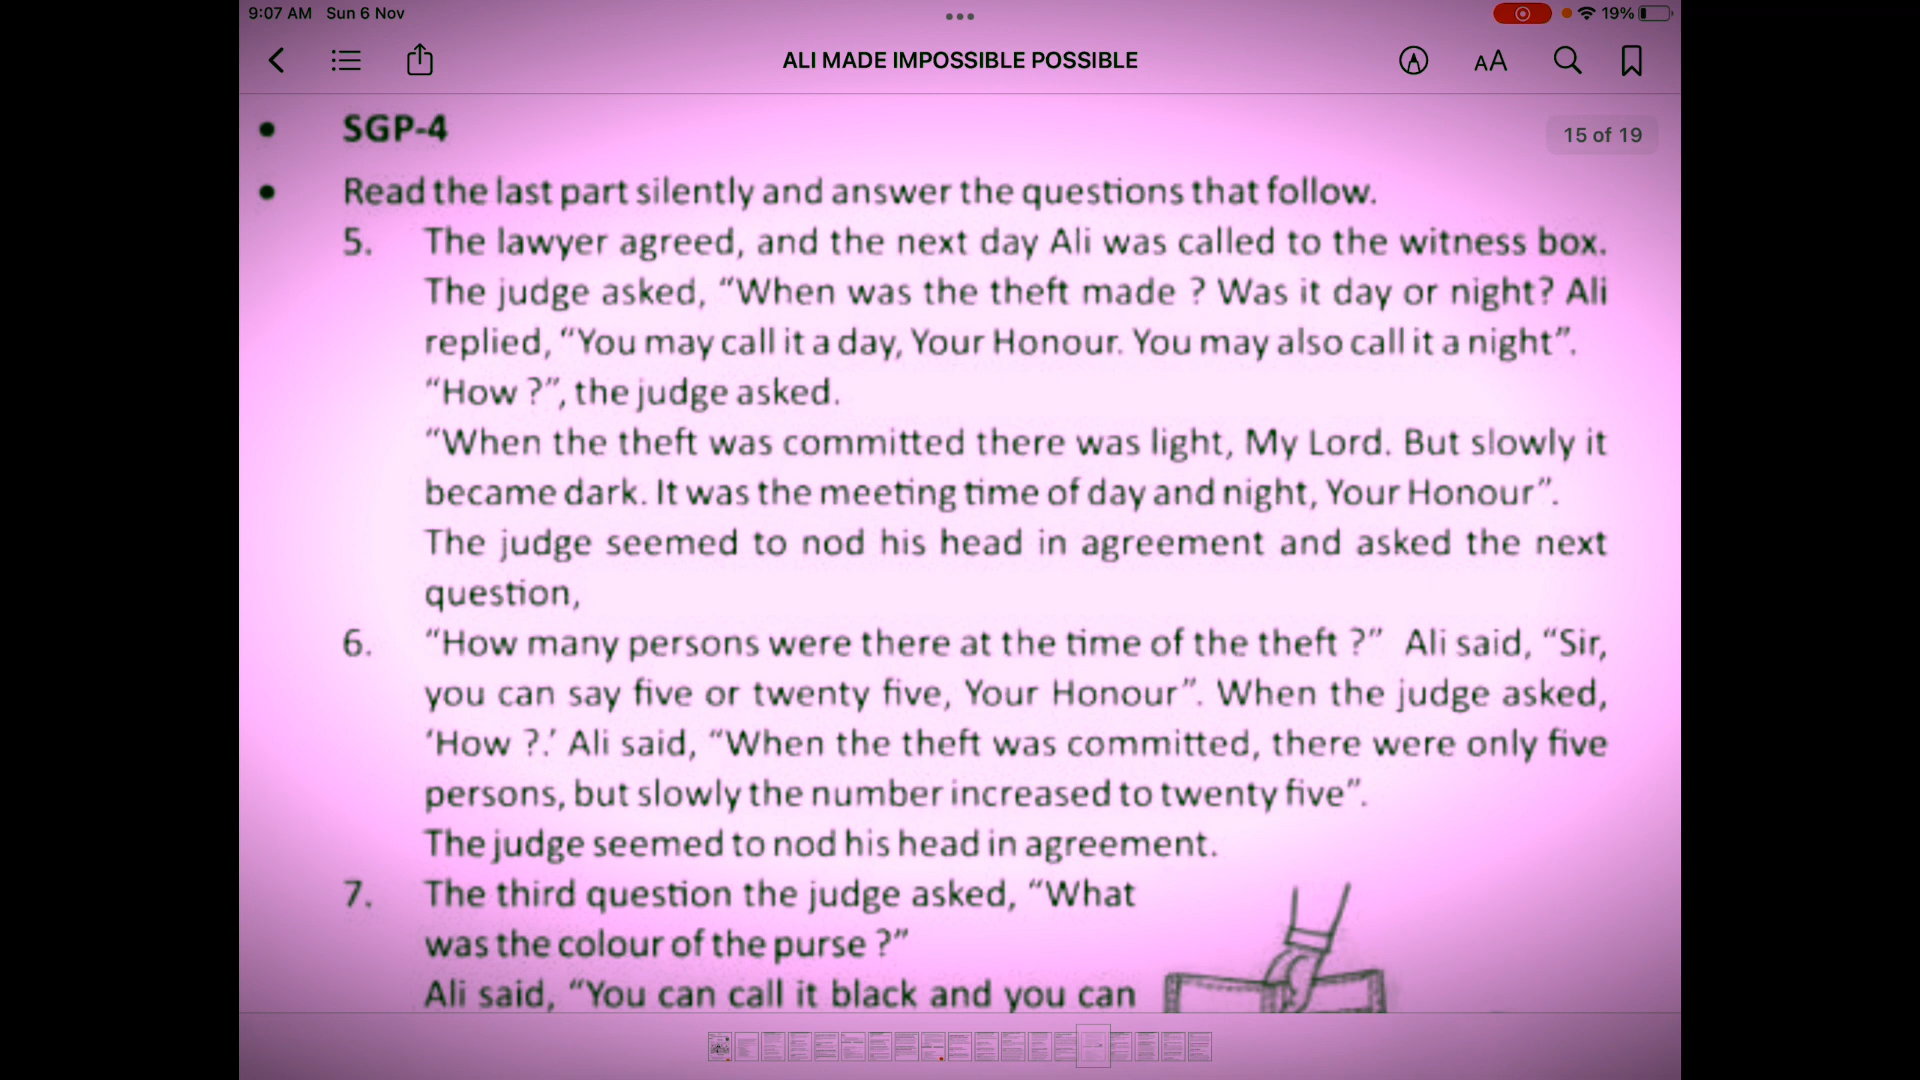 9:07 AM Sun 6 Nov
19%
ALI MADE IMPOSSIBLE POSSIBLE
AA
• SGP-4
15 of 19
• Read the last part silently and answer the questions that follow.
5. The lawyer agreed, and the next day Ali was called to the witness box.
The judge asked, “When was the theft made ? Was it day or night? Ali
replied, “You may call it a day, Your Honour. You may also call it a night”.
“How ?”, the judge asked.
“When the theft was committed there was light, My Lord. But slowly it
became dark. It was the meeting time of day and night, Your Honour”.
The judge seemed to nod his head in agreement and asked the next
question,
6. “How many persons were there at the time of the theft ?” Ali said, “Sir,
you can say five or twenty five, Your Honour”. When the judge asked,
‘How ?.’ Ali said, “When the theft was committed, there were only five
persons, but slowly the number increased to twenty five”.
The judge seemed to nod his head in agreement.
7. The third question the judge asked, “What
was the colour of the purse ?”
Ali said, “You can call it black and you can